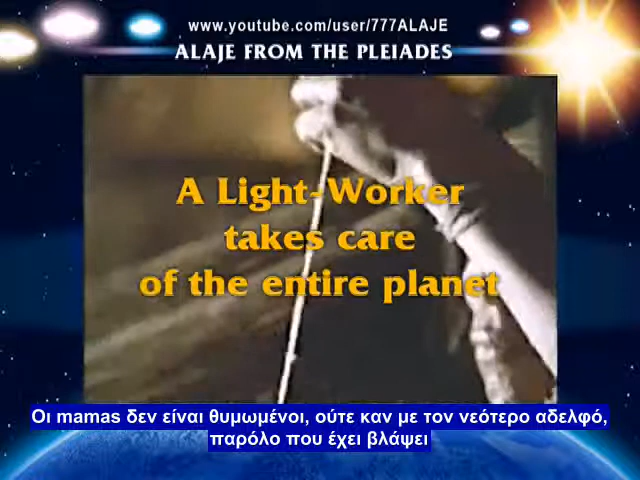 www.youtube.com/user/777ALAJE
ALAJE FROM THE PLEIADES
A Light-Worker
takes care
of the entire planet
Οι mamas δεν είναι θυμωμένοι, ούτε καν με τον νεότερο αδελφό,
παρόλο που έχει βλάψει